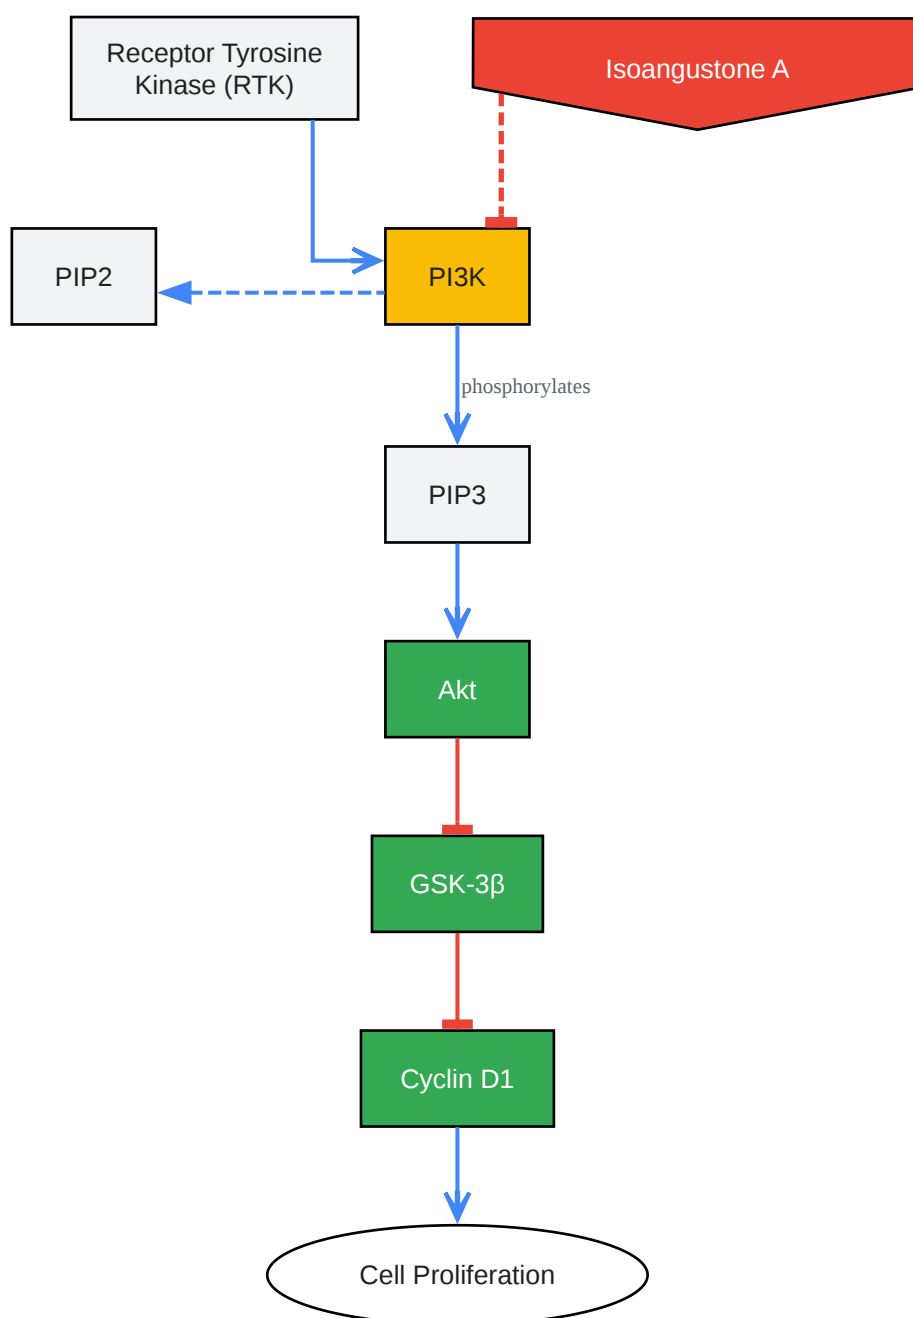 Receptor Tyrosine
Kinase (RTK)
Isoangustone A
PIP2
PI3K
phosphorylates
PIP3
Akt
GSK-3β
Cyclin D1
Cell Proliferation